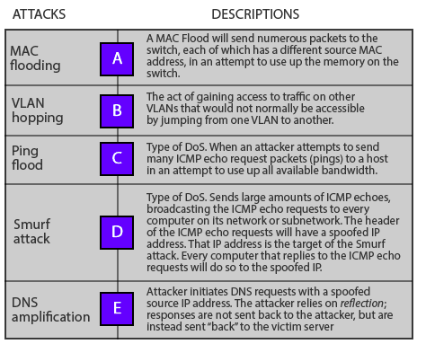 ATTACKS
DESCRIPTIONS
MAC
flooding
A
A MAC Flood will send numerous packets to the
switch, each of which has a different source MAC
address, in an attempt to use up the memory on the
switch.
VLAN
hopping
B
The act of gaining access to traffic on other
VLANs that would not normally be accessible
by jumping from one VLAN to another.
Ping
flood
C
Type of DoS. When an attacker attempts to send
many ICMP echo request packets (pings) to a host
in an attempt to use up all available bandwidth.
Smurf
attack
D
Type of DoS. Sends large amounts of ICMP echoes,
broadcasting the ICMP echo requests to every
computer on its network or subnetwork. The header
of the ICMP echo requests will have a spoofed IP
address. That IP address is the target of the Smurf
attack. Every computer that replies to the ICMP echo
requests will do so to the spoofed IP.
DNS
amplification
E
Attacker initiates DNS requests with a spoofed
source IP address. The attacker relies on reflection;
responses are not sent back to the attacker, but are
instead sent "back" to the victim server